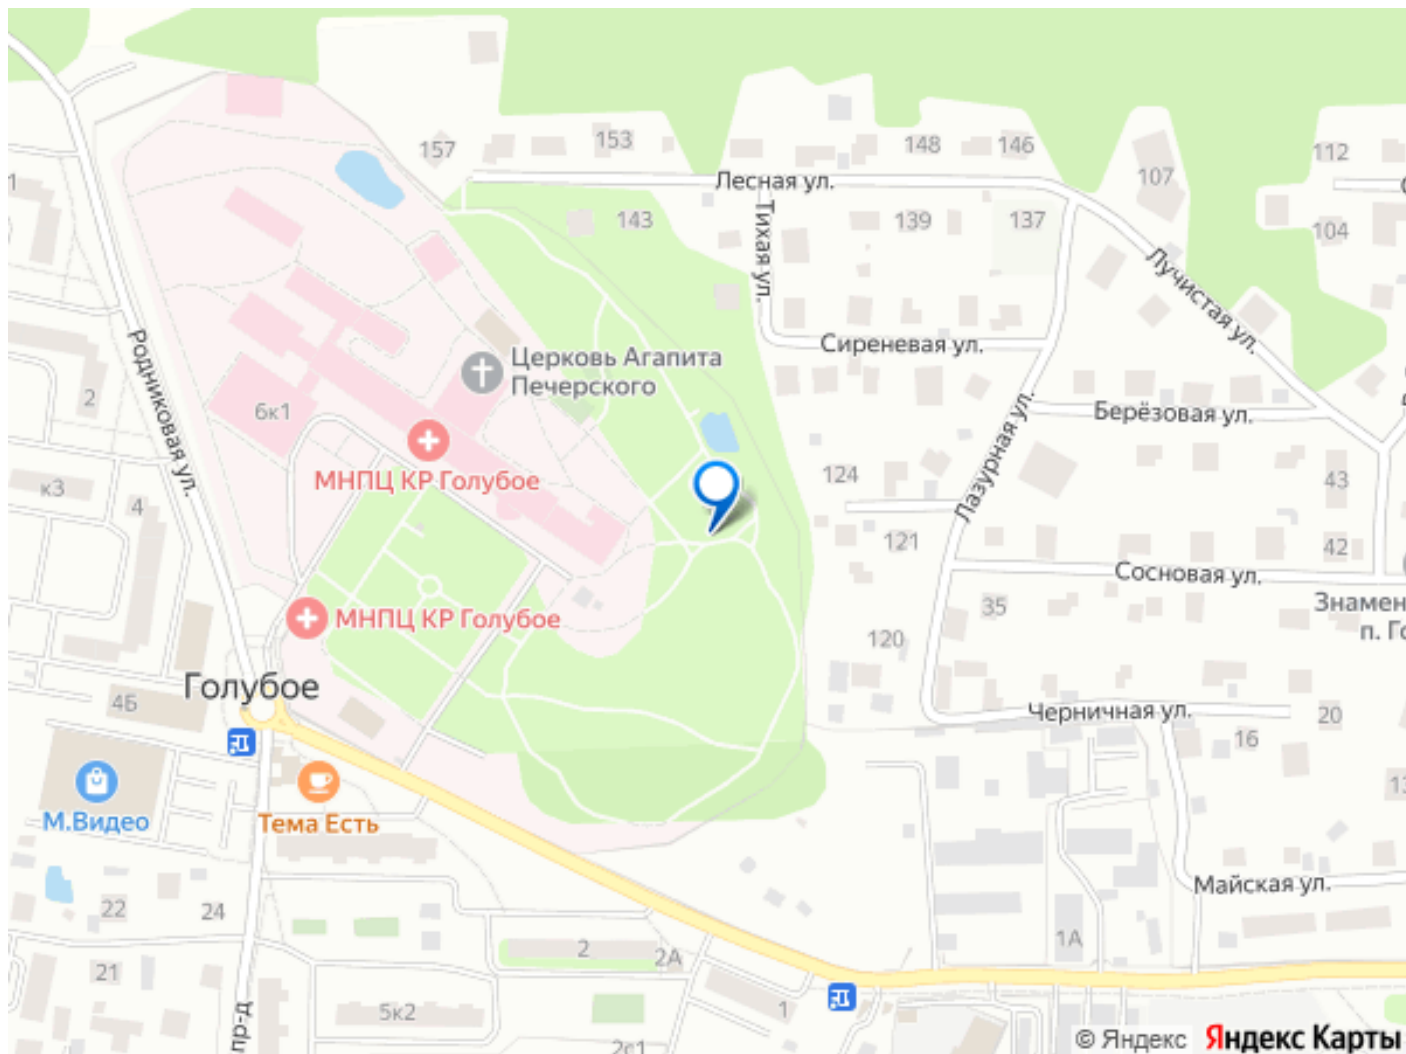 153
157
148
146
112
107
Лесная ул.
1
143
Тихая ул.
139
137
104
Лучистая ул.
Родниковая ул.
Сиреневая ул.
Церковь Агапита
Печерского
2
6к1
Берёзовая ул.
Лазурная ул.
МНПЦ КР Голубое
124
43
к3
4
121
42
Сосновая ул.
35
Знамен
п. Го
МНПЦ КР Голубое
120
Голубое
4Б
Черничная ул.
20
16
13
М.Видео
Тема Есть
Майская ул.
22
24
2
2А
1А
21
5к2
1
пр-д
2с1
© Яндекс Яндекс Карты